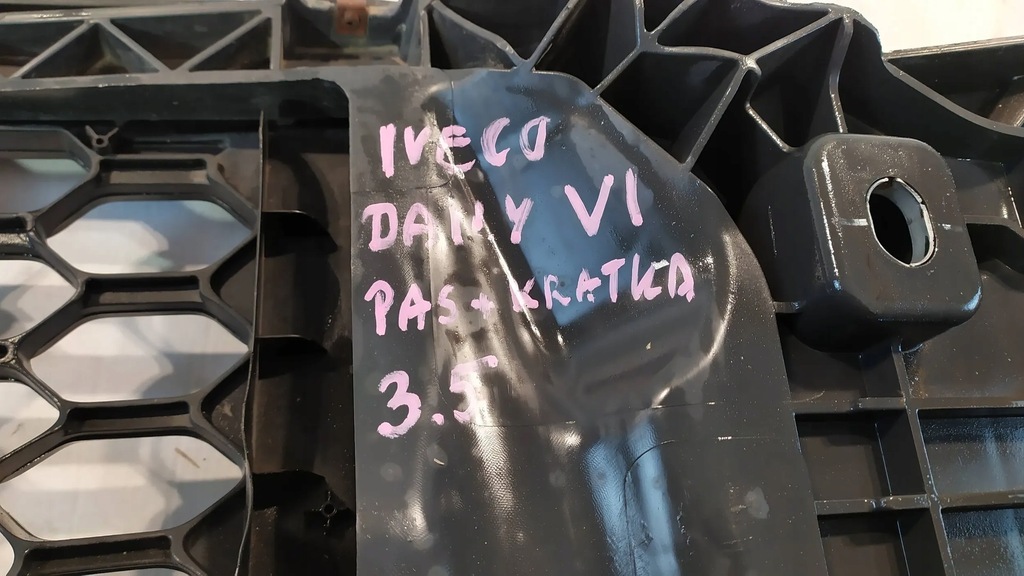 IVECO
DAILY VI
PAS + KRATKA
3.5